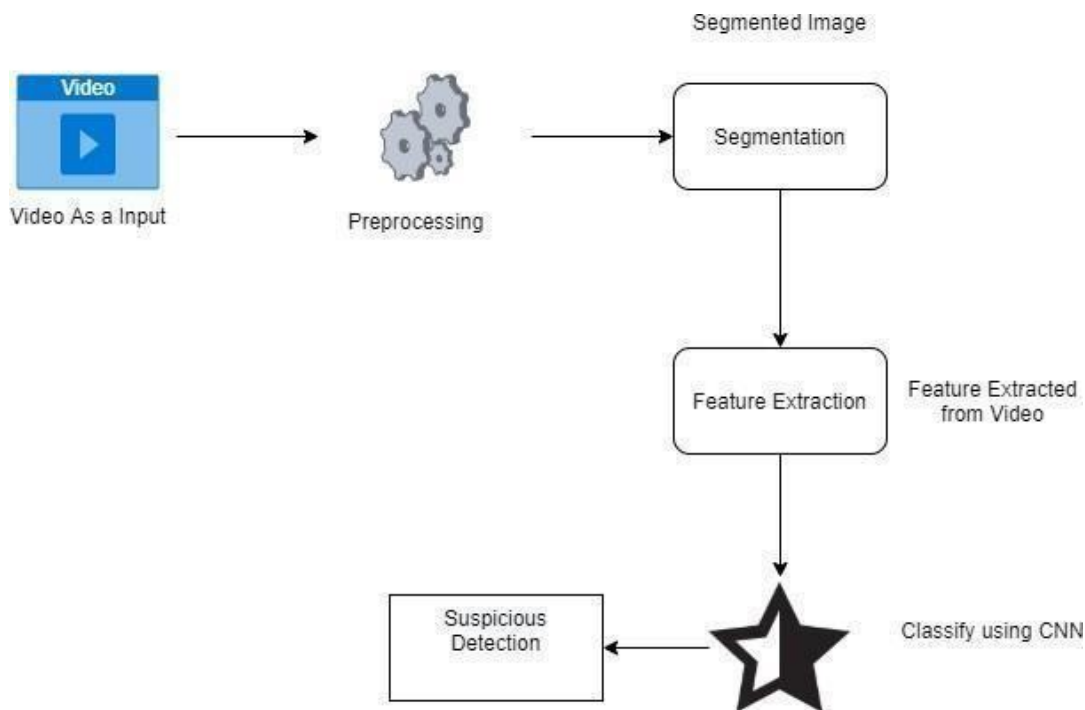 Segmented Image
Video
Video As a Input
Preprocessing
Segmentation
Feature Extraction
Feature Extracted
from Video
Classify using CNN
Suspicious
Detection